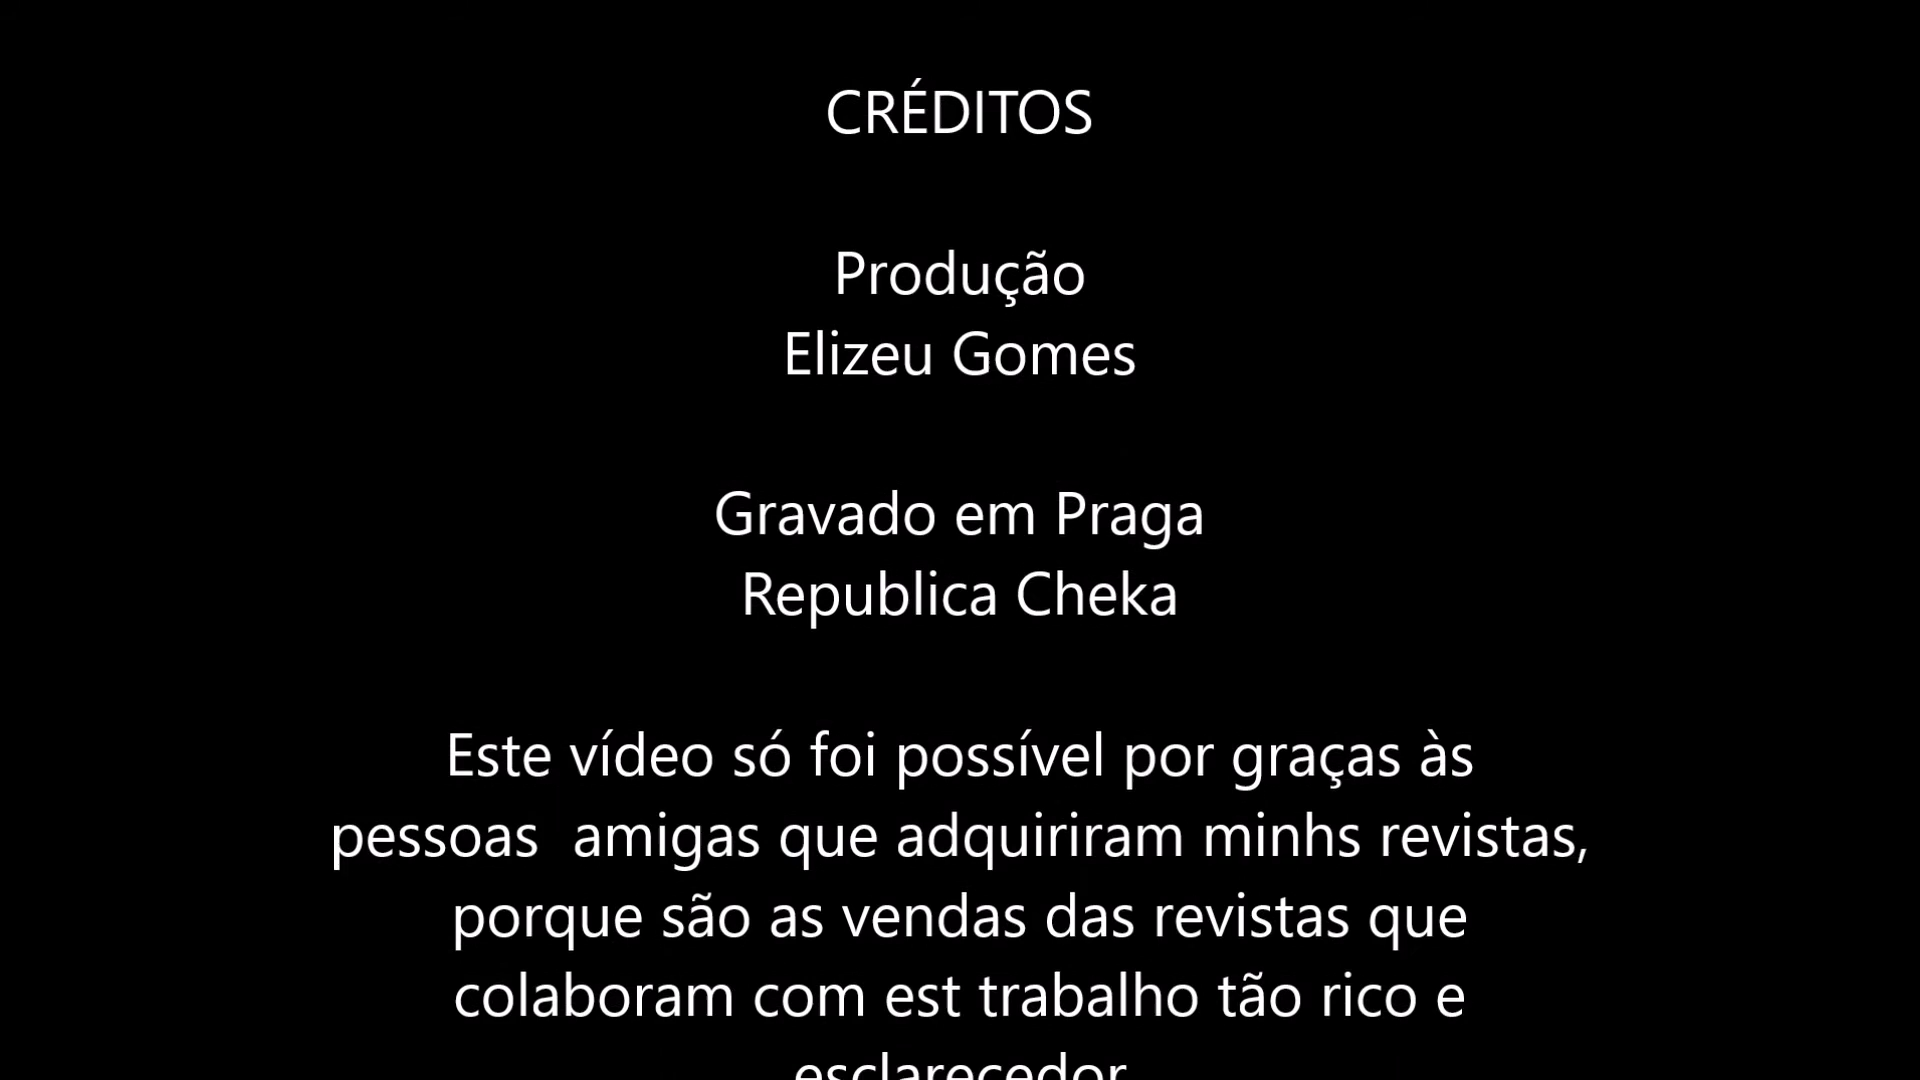 CRÉDITOS
Produção
Elizeu Gomes
Gravado em Praga
Republica Cheka
Este vídeo só foi possível por graças às
pessoas  amigas que adquiriram minhs revistas,
porque são as vendas das revistas que
colaboram com est trabalho tão rico e
esclarecedor